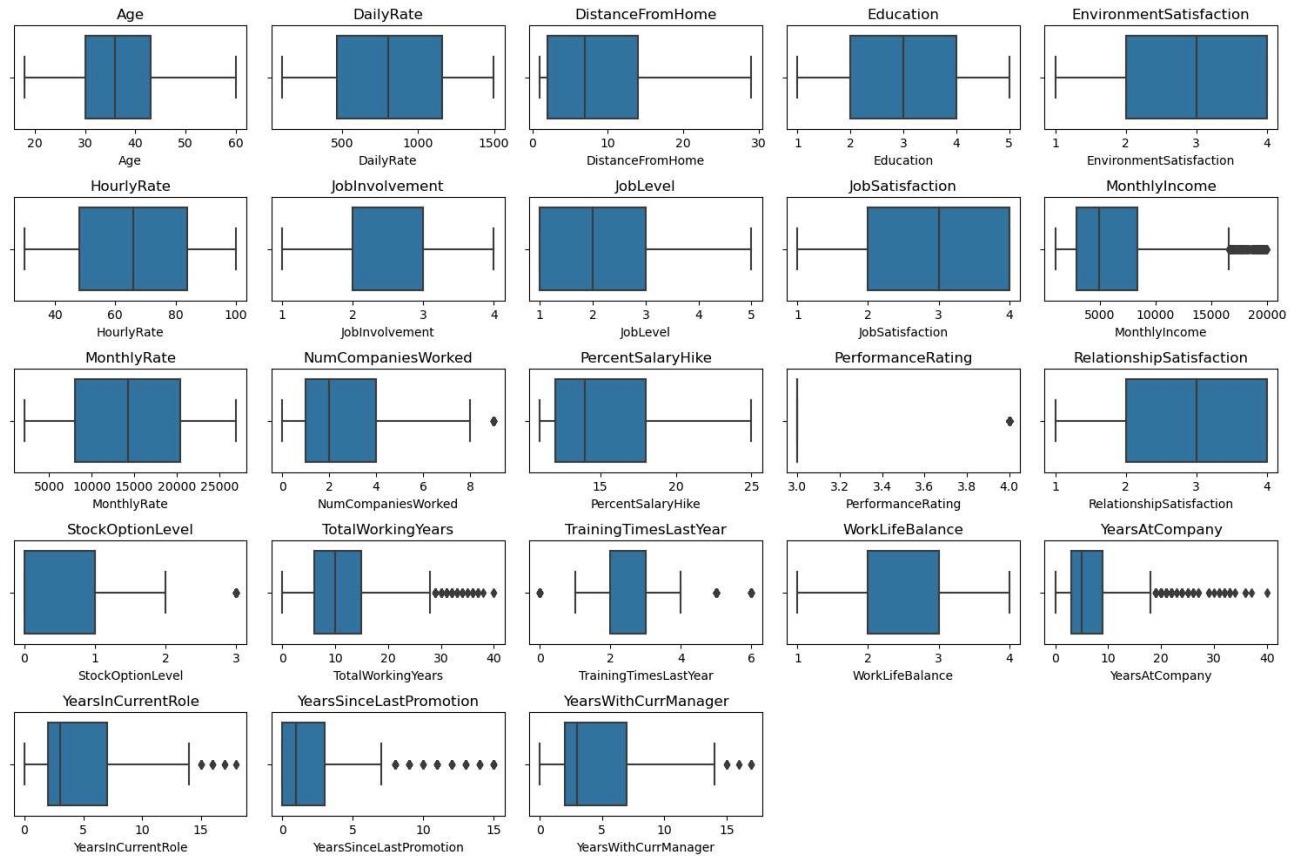 Age DailyRate DistanceFromHome Education EnvironmentSatisfaction
20 30 40 50 60 500 1000 1500 0 10 20 30 1 2 3 4 5 1 2 3 4
Age DailyRate DistanceFromHome Education EnvironmentSatisfaction
HourlyRate JobInvolvement JobLevel JobSatisfaction MonthlyIncome
40 60 80 100 1 2 3 4 1 2 3 4 5 1 2 3 4 5000 10000 15000 20000
HourlyRate JobInvolvement JobLevel JobSatisfaction MonthlyIncome
MonthlyRate NumCompaniesWorked PercentSalaryHike PerformanceRating RelationshipSatisfaction
5000 10000 15000 20000 25000 0 2 4 6 8 15 20 25 3.0 3.2 3.4 3.6 3.8 4.0 1 2 3 4
MonthlyRate NumCompaniesWorked PercentSalaryHike PerformanceRating RelationshipSatisfaction
StockOptionLevel TotalWorkingYears TrainingTimesLastYear WorkLifeBalance YearsAtCompany
0 1 2 3 0 10 20 30 40 0 2 4 6 1 2 3 4 0 10 20 30 40
StockOptionLevel TotalWorkingYears TrainingTimesLastYear WorkLifeBalance YearsAtCompany
YearsInCurrentRole YearsSinceLastPromotion YearsWithCurrManager
0 5 10 15 0 5 10 15 0 5 10 15
YearsInCurrentRole YearsSinceLastPromotion YearsWithCurrManager